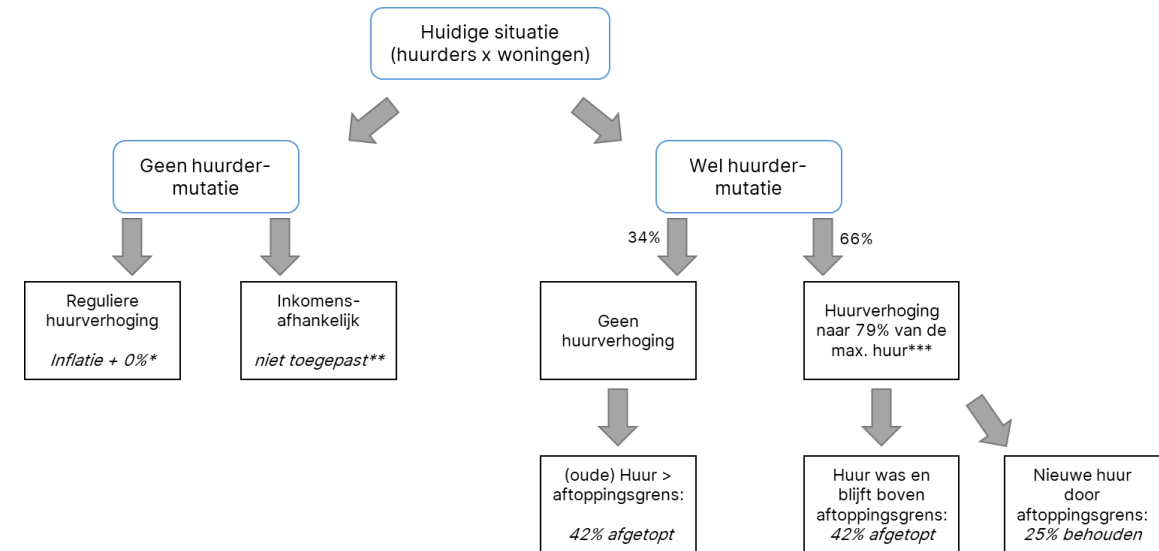 Huidige situatie
(huurders x woningen)
Geen huurder-
mutatie
Wel huurder-
mutatie
34%
66%
Reguliere
huurverhoging
Inflatie + 0%*
Inkomens-
afhankelijk
niet toegepast**
Geen
huurverhoging
Huurverhoging
naar 79% van de
max. huur***
(oude) Huur >
aftoppingsgrens:
42% afgetopt
Huur was en
blijft boven
aftoppingsgrens:
42% afgetopt
Nieuwe huur
door
aftoppingsgrens:
25% behouden